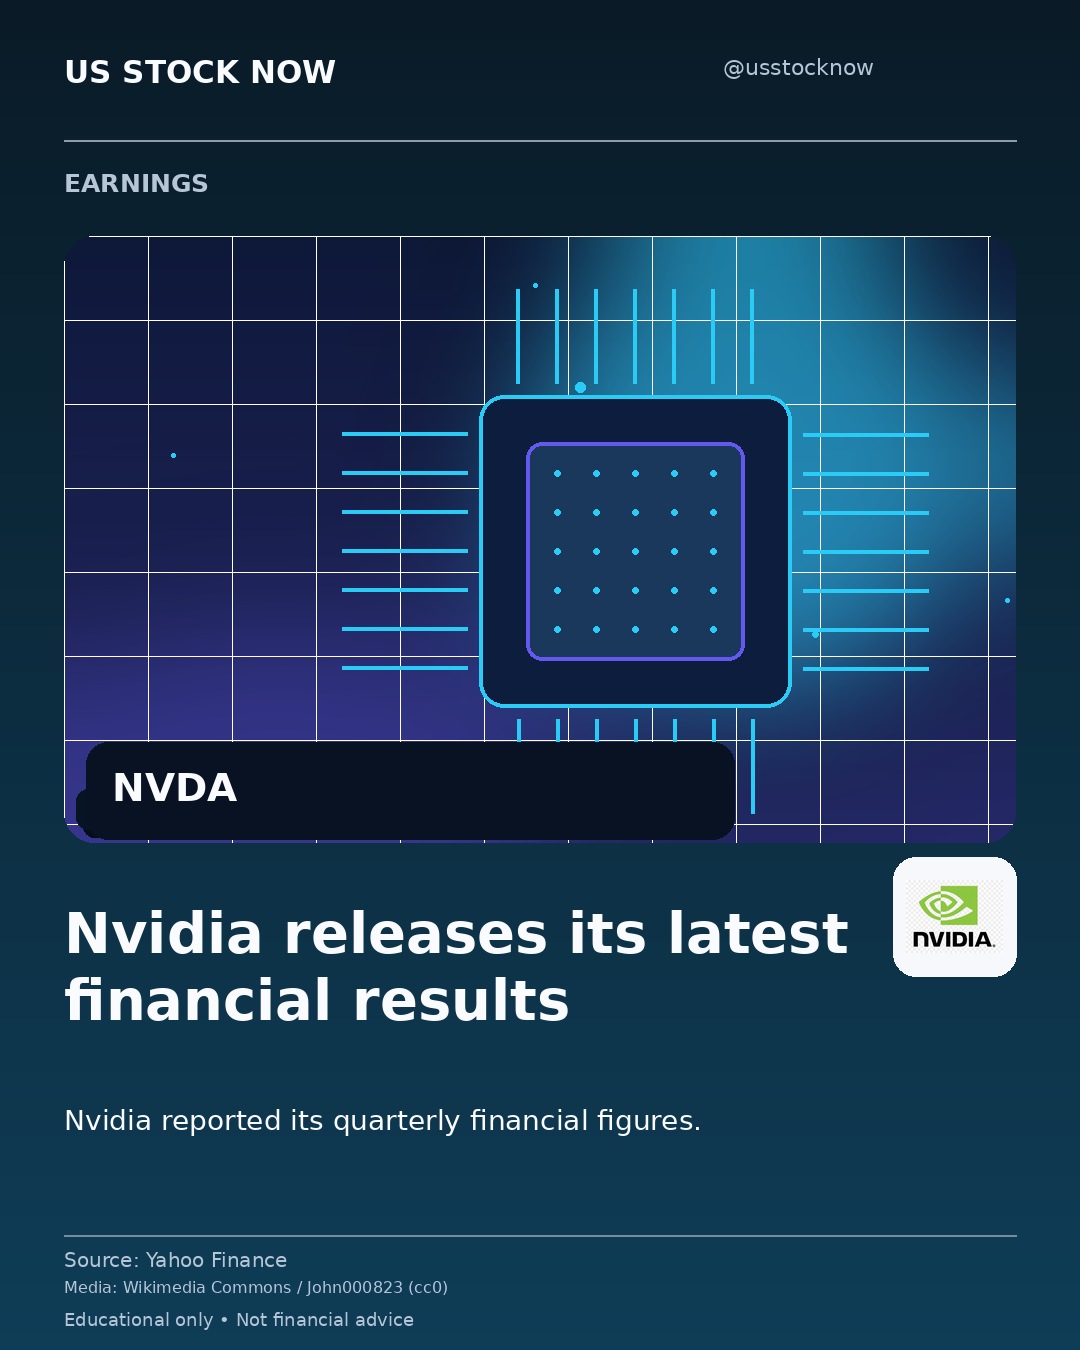 US STOCK NOW
@usstocknow
EARNINGS
NVDA
Nvidia releases its latest
financial results
NVIDIA
Nvidia reported its quarterly financial figures.
Source: Yahoo Finance
Media: Wikimedia Commons / John000823 (cc0)
Educational only • Not financial advice